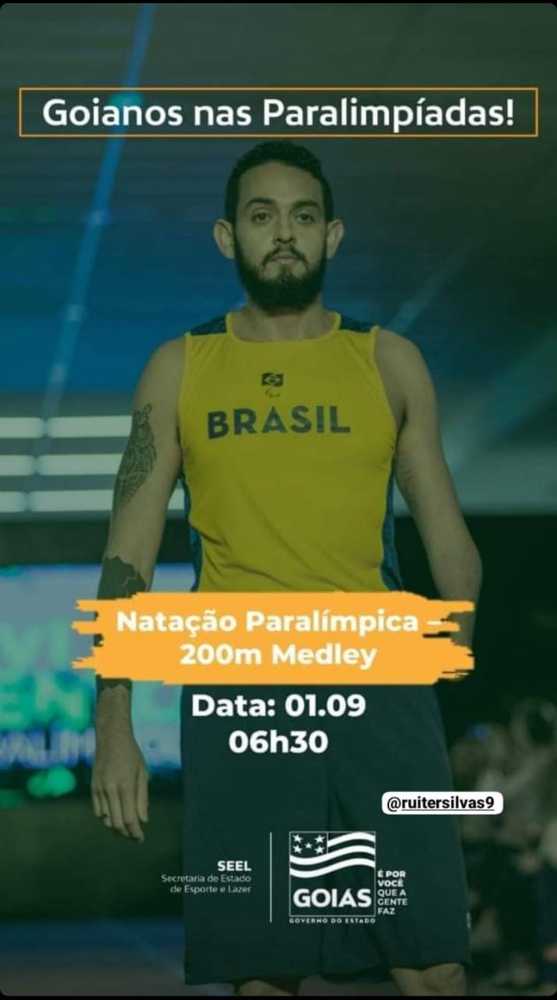 Goianos nas Paralimpíadas!
BRASIL
Natação Paralímpica –
200m Medley
Data: 01.09
06h30
@ruitersilvas9
SEEL
Secretaria de Estado
de Esporte e Lazer
GOIÁS
GOVERNO DO ESTADO
É POR
VOCÊ
QUE A
GENTE
FAZ